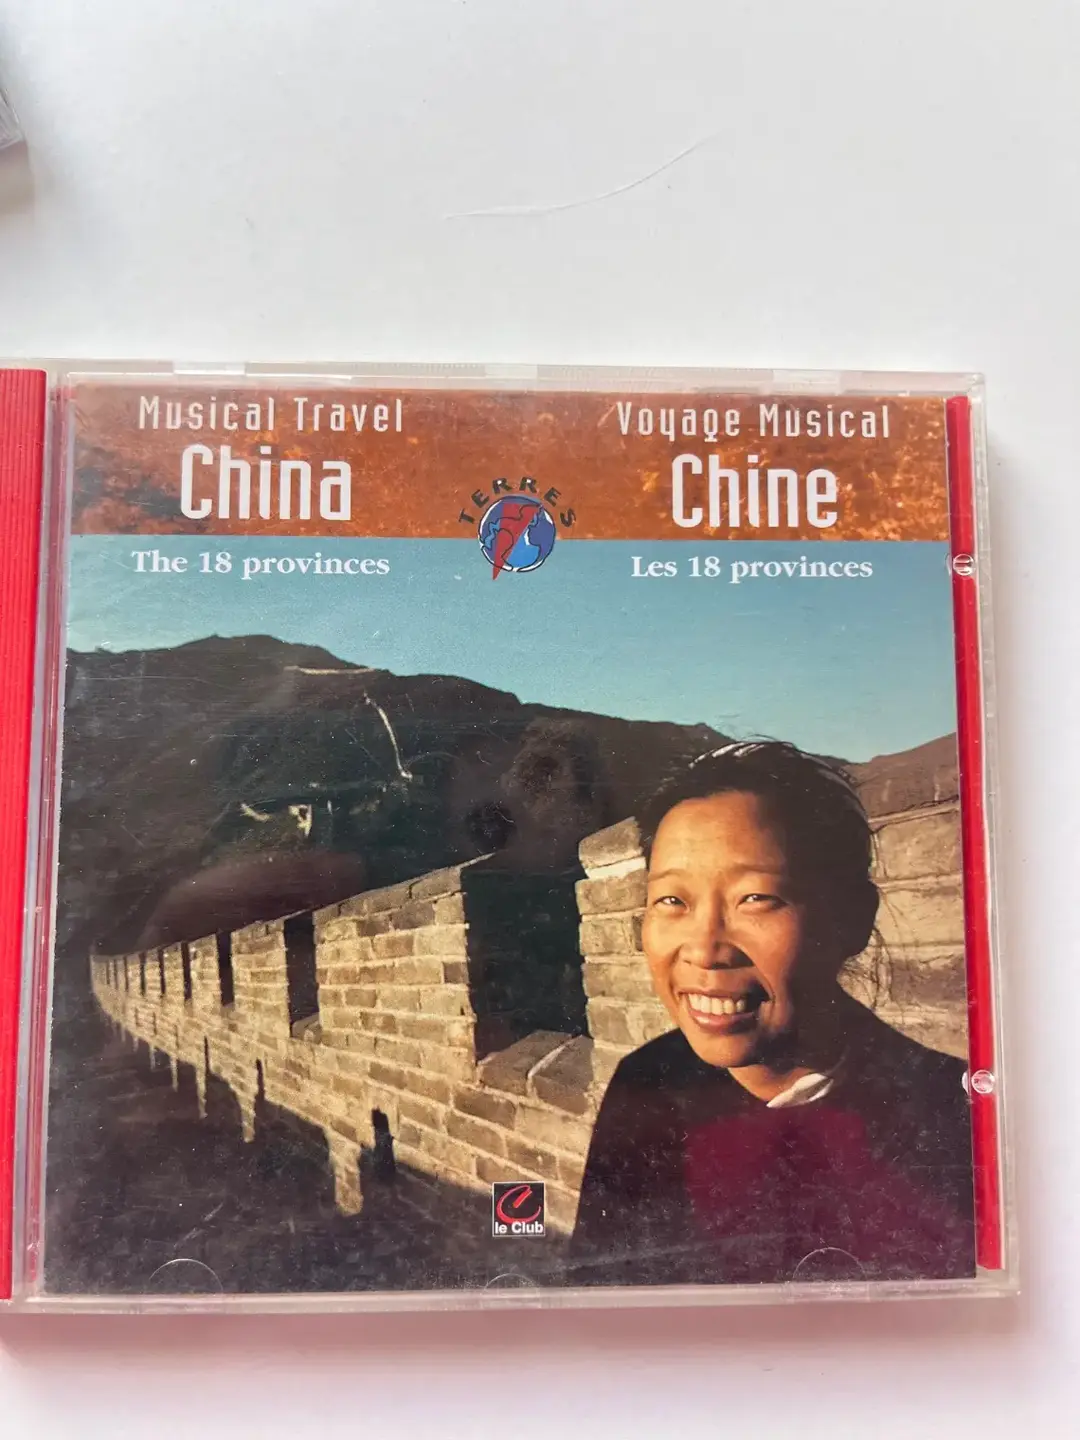 Musical Travel
China
The 18 provinces
TERRES
Voyage Musical
Chine
Les 18 provinces
le Club